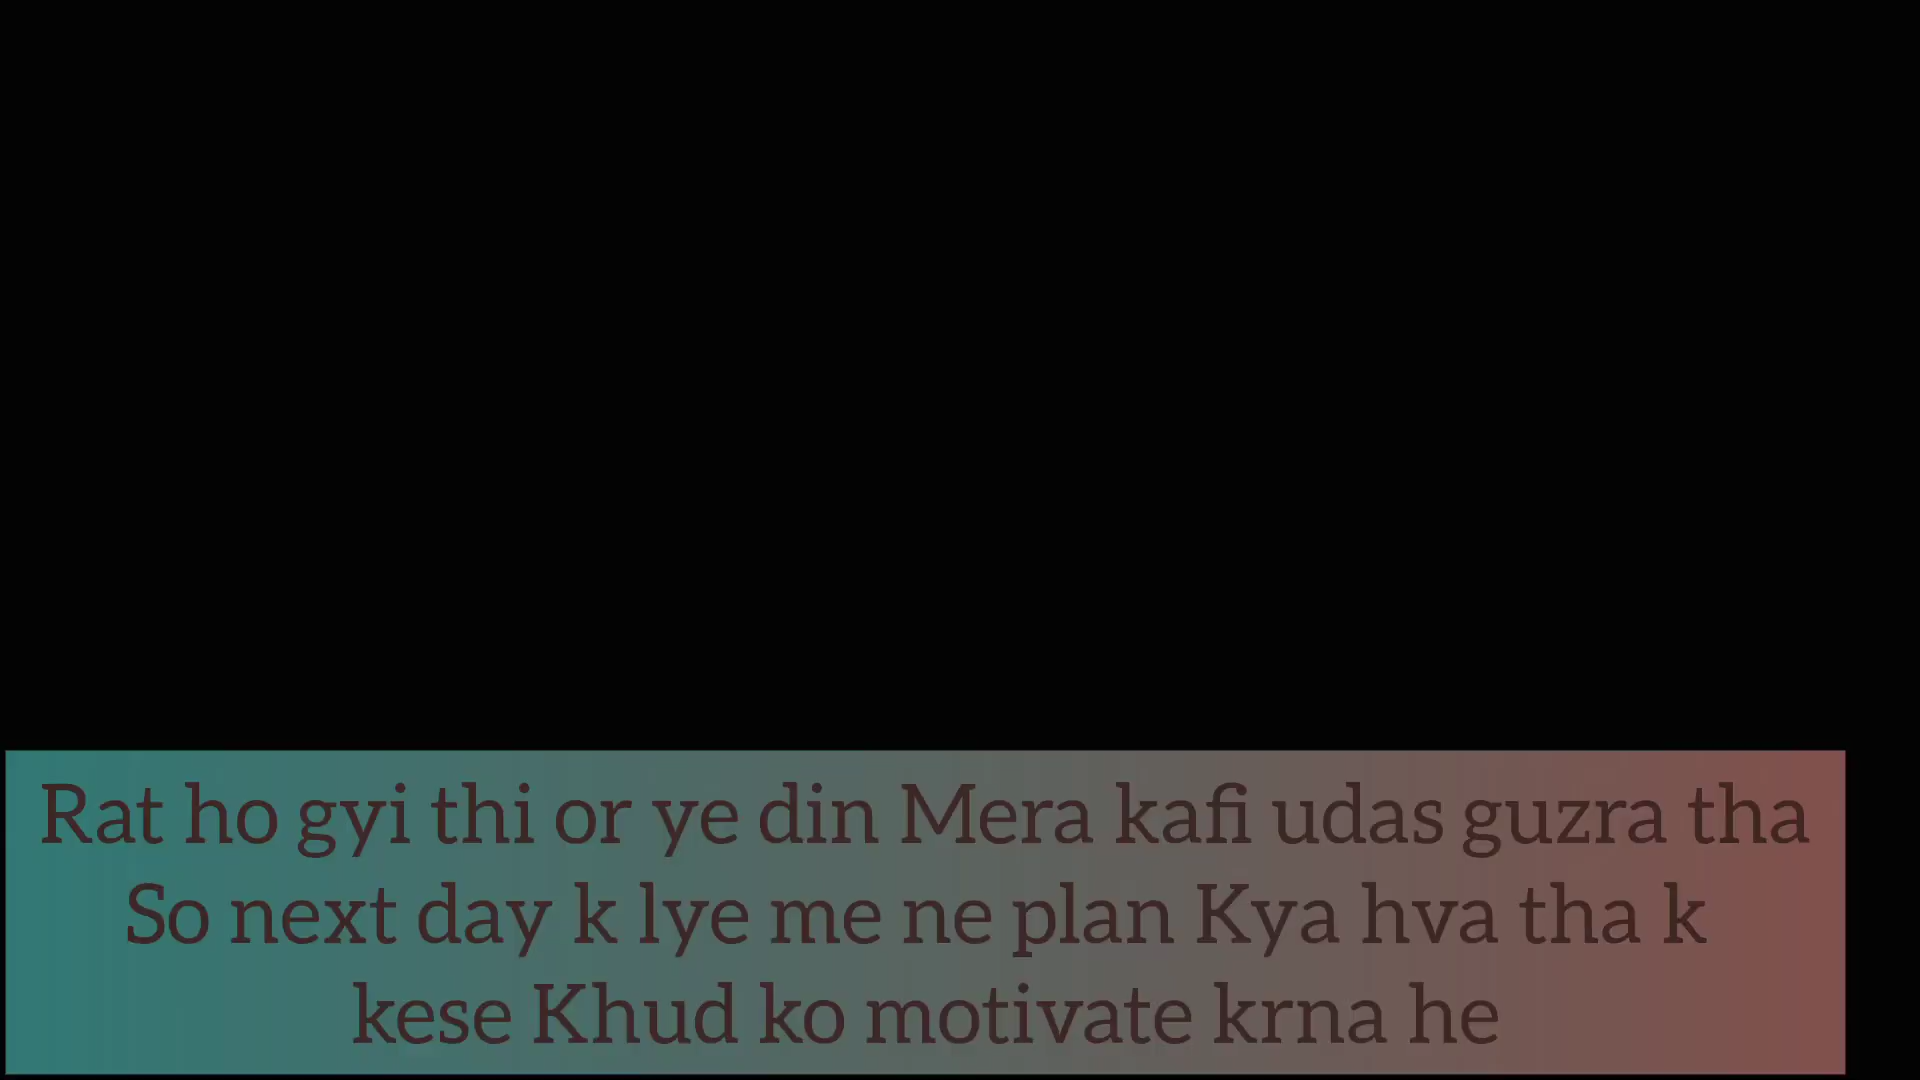 Rat ho gyi thi or ye din Mera kafi udas guzra tha
So next day k lye me ne plan Kya hva tha k
kese Khud ko motivate krna he